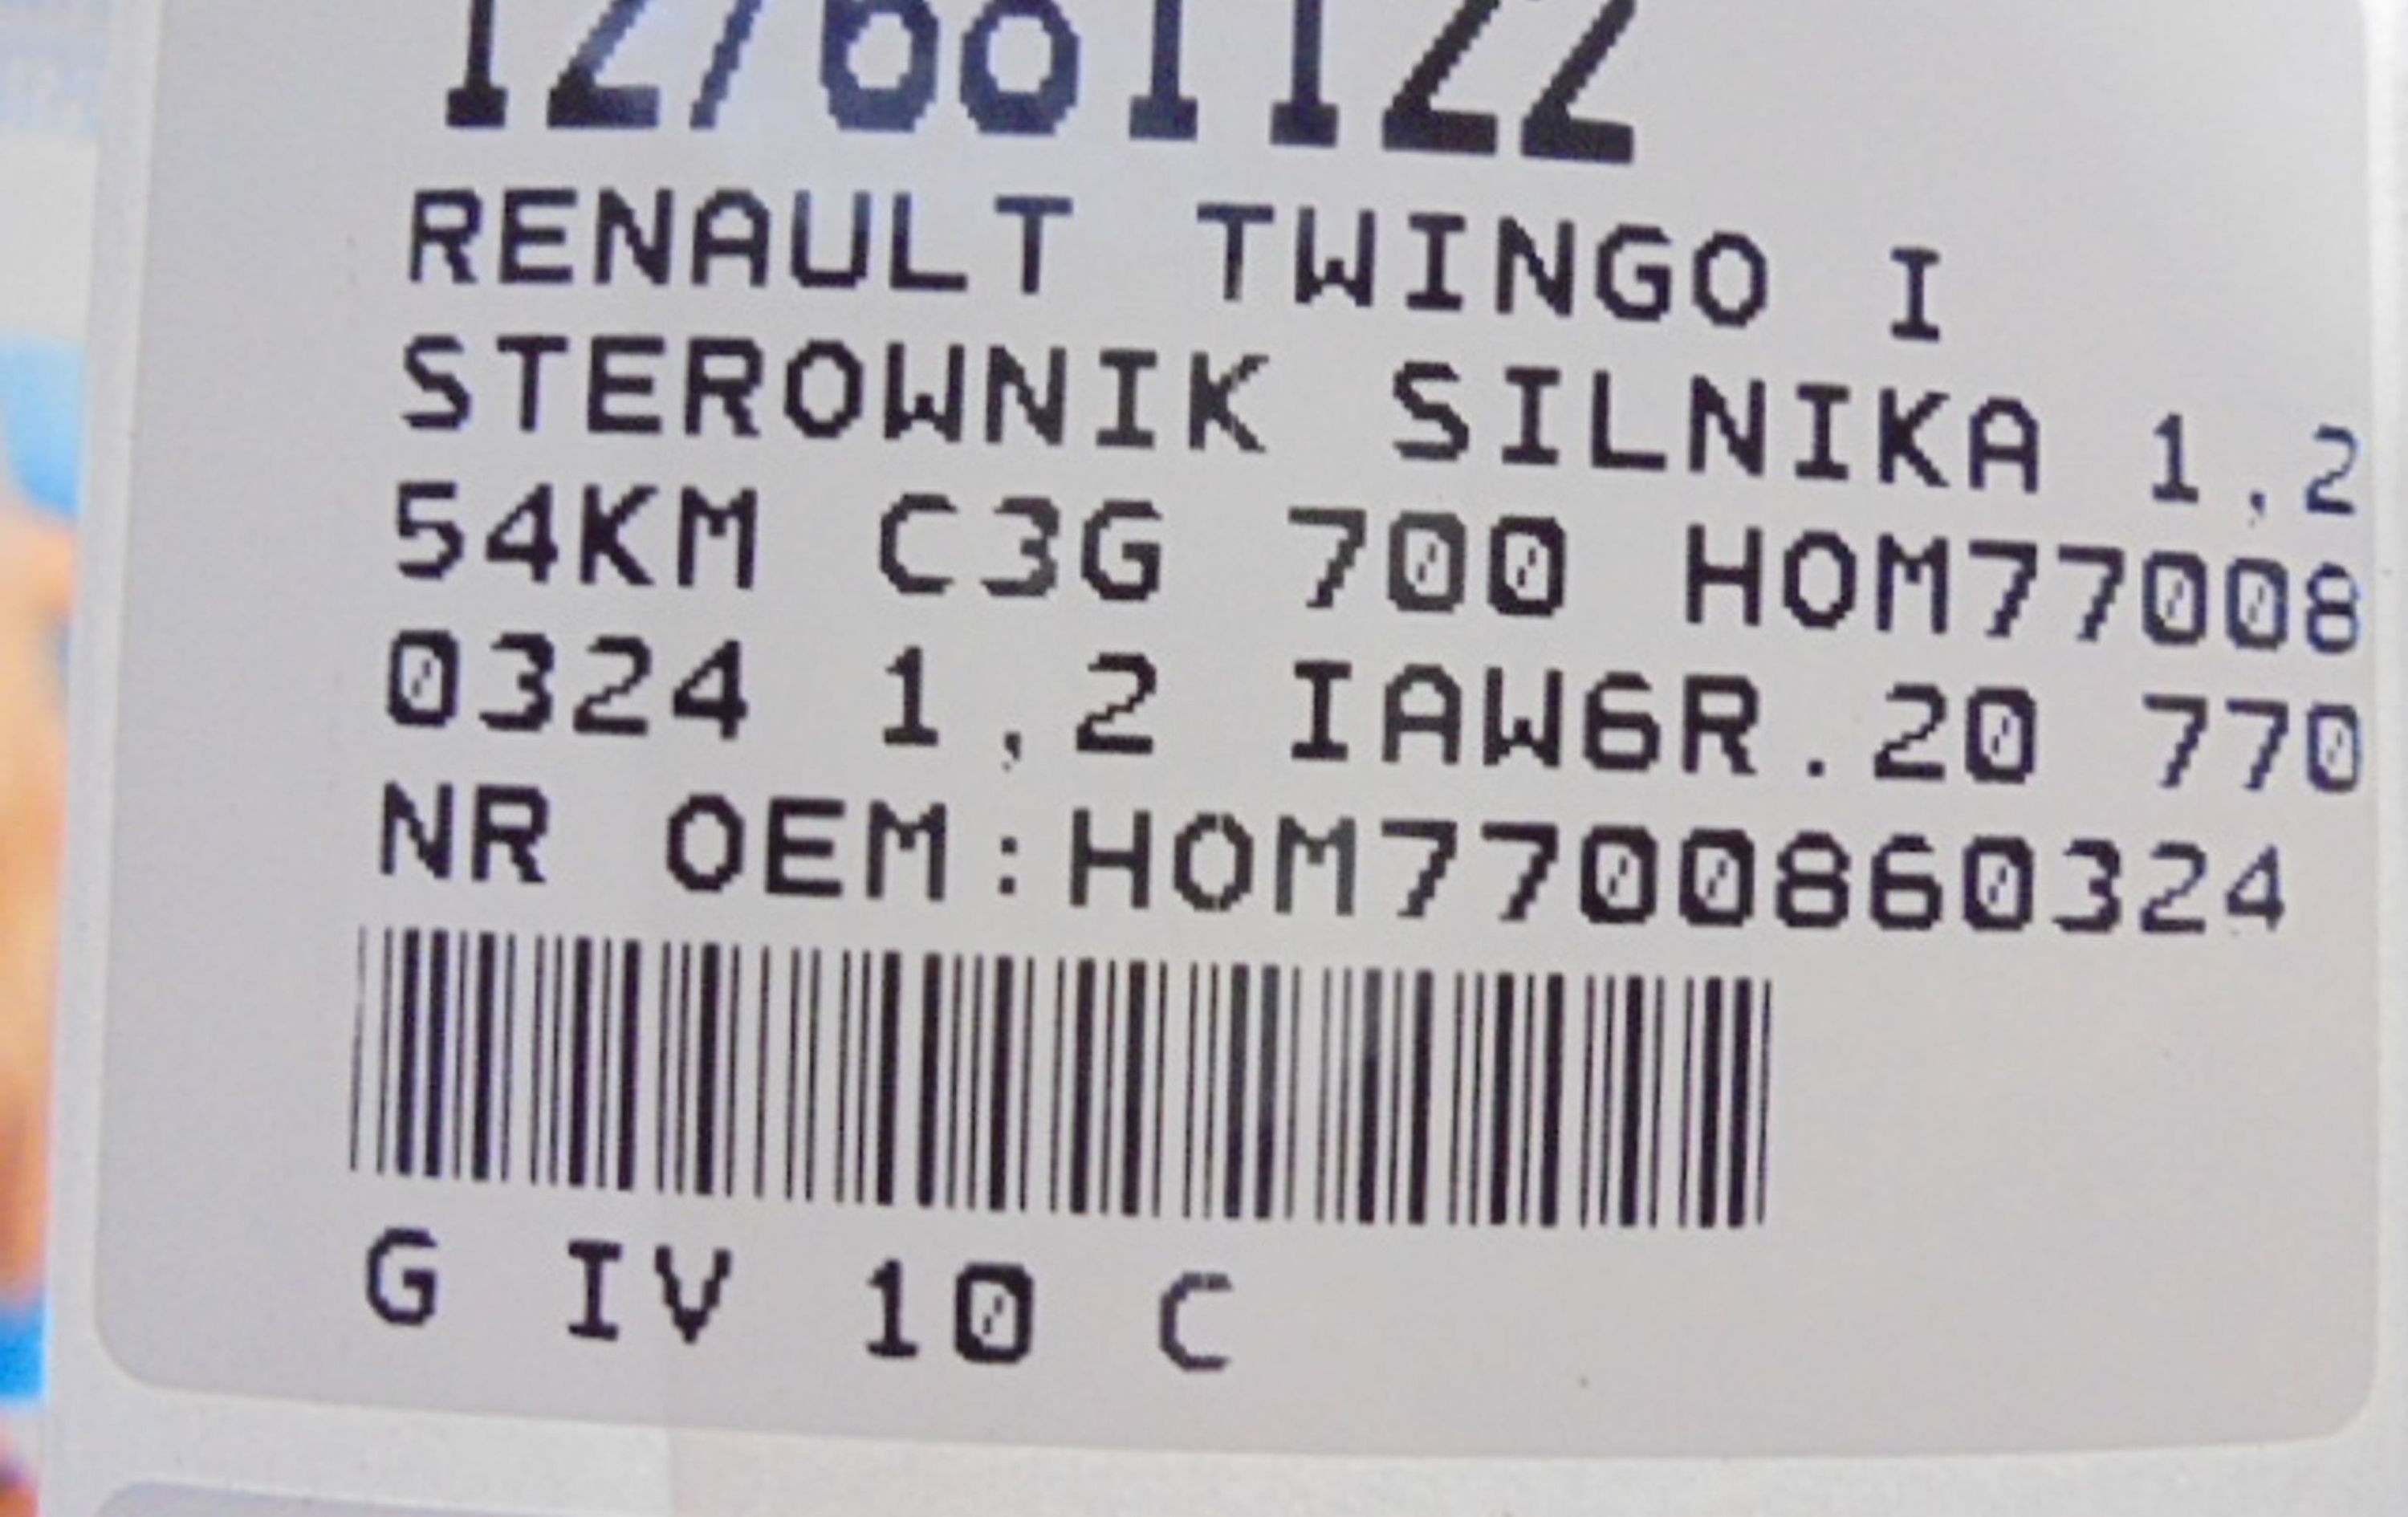 RENAULT TWINGO I
STEROWNIK SILNIKA 1,2
54KM C3G 700 HOM77008
0324 1,2 IAW6R.20 770
NR OEM:HOM7700860324
G IV 10 C